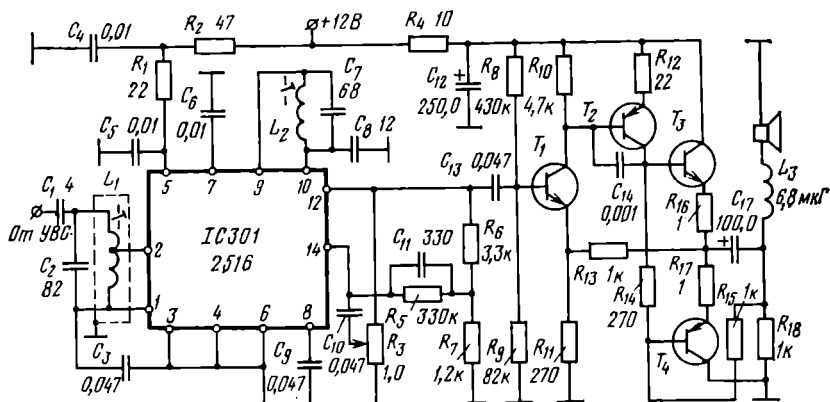 C4 0,01
R2 47
+12В
R4 10
R1
22
C6
0,01
L2
C7
68
C12
250,0
+
R8
430к
R10
4,7к
R12
22
T2
T3
C5 0,01
C8 12
C13
0,047
T1
C14
0,001
R16
1
C17
100,0
+
L3
6,8 мкГ
5
7
9
10
12
C1 4
L1
От УВС
C2
82
2
IC301
2516
14
C11 330
R6
3,3к
R13 1к
R14
270
R17
1
R15
1к
1
3
4
6
8
R5
330к
C3
0,047
C9
0,047
C10
0,047
R3
1,0
R7
1,2к
R9
82к
R11
270
T4
R18
1к